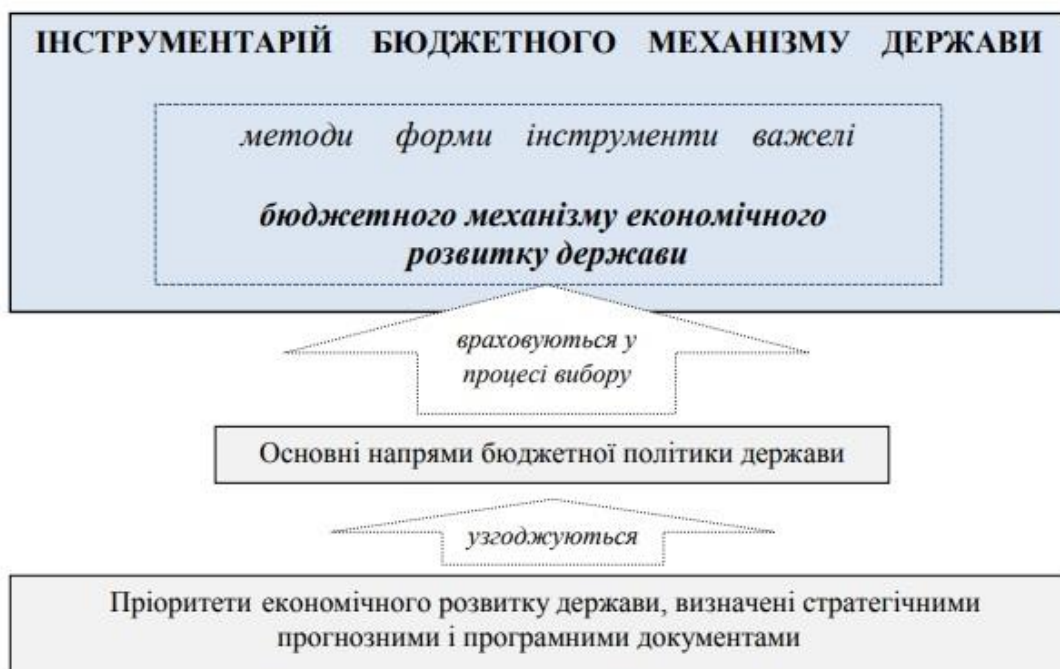 ІНСТРУМЕНТАРІЙ БЮДЖЕТНОГО МЕХАНІЗМУ ДЕРЖАВИ
методи форми інструменти важелі
бюджетного механізму економічного
розвитку держави
враховуються у
процесі вибору
Основні напрями бюджетної політики держави
узгоджуються
Пріоритети економічного розвитку держави, визначені стратегічними
прогнозними і програмними документами